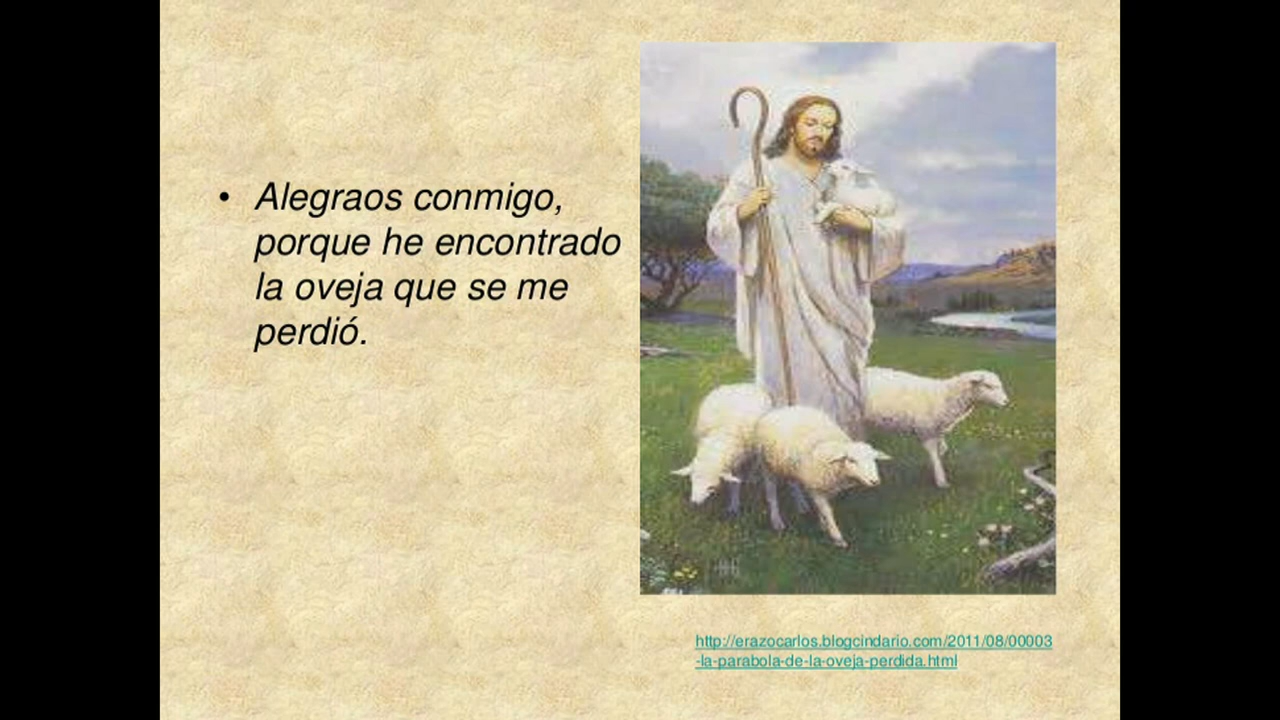 • Alegraos conmigo,
porque he encontrado
la oveja que se me
perdió.
http://erazocarlos.blogcindario.com/2011/08/00003
-la-parabola-de-la-oveja-perdida.html